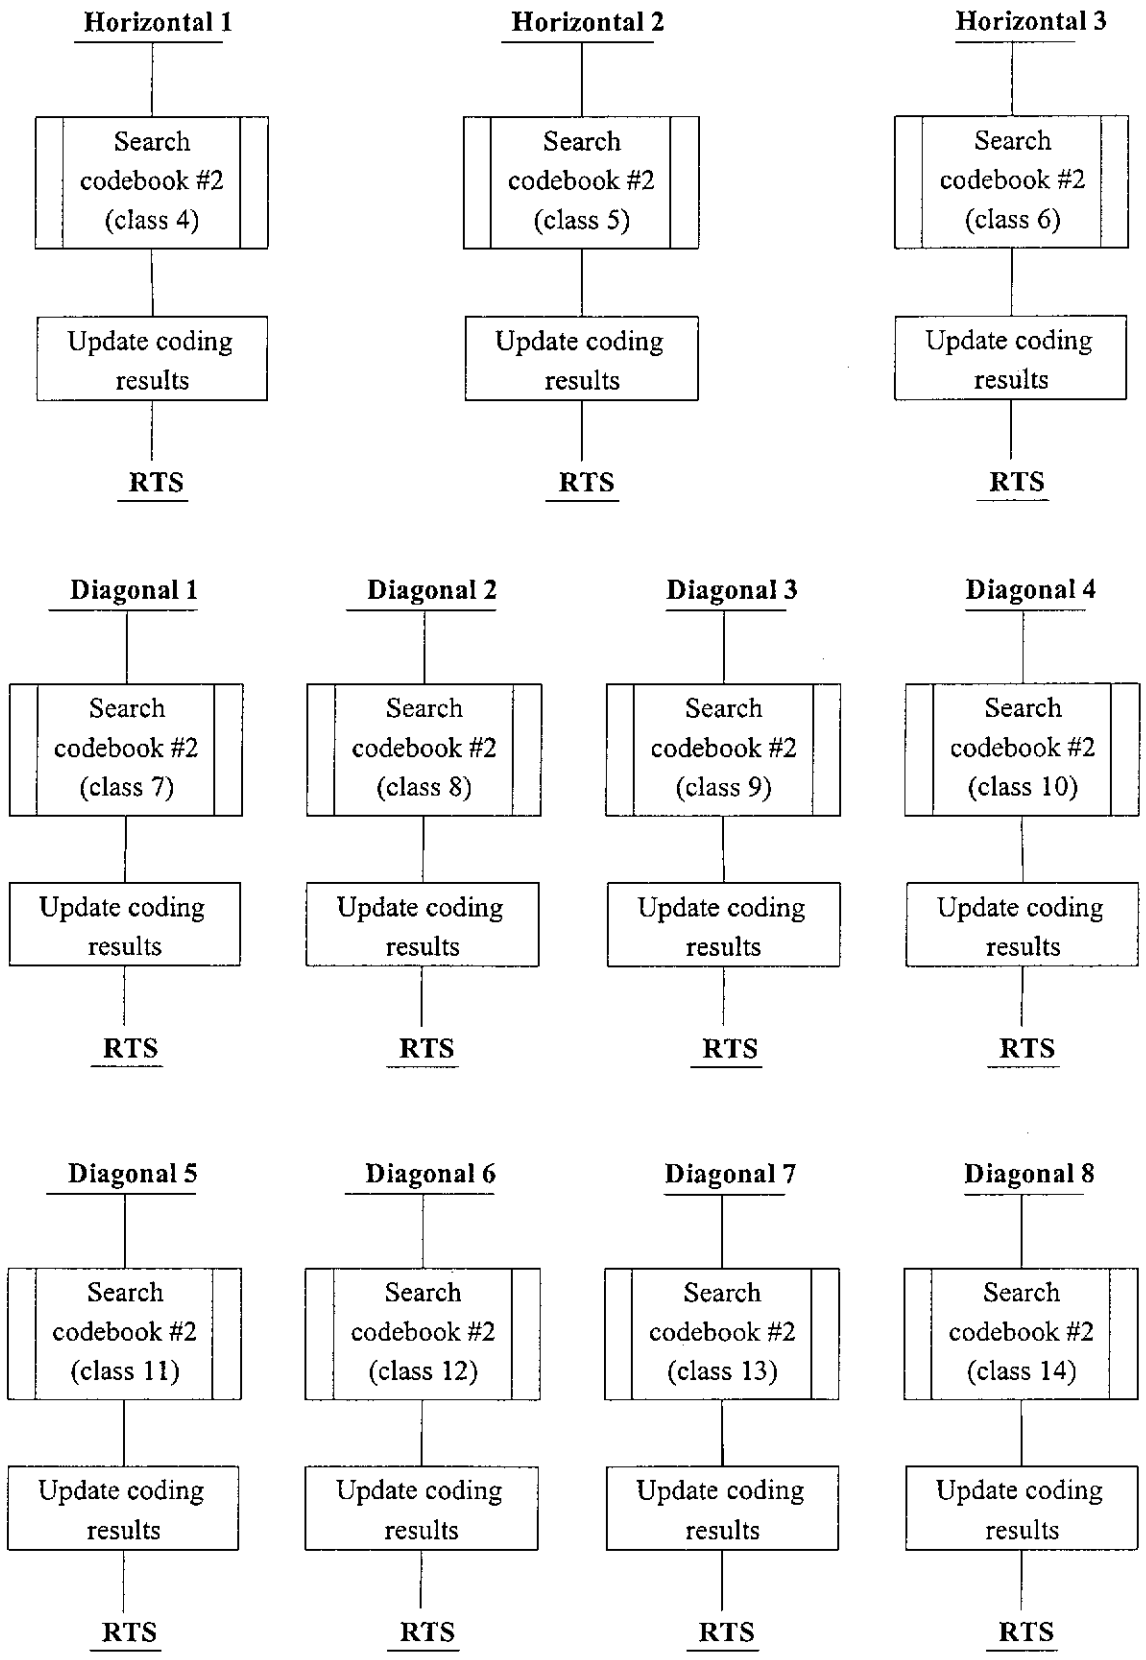 Horizontal 1
Search
codebook #2
(class 4)
Update coding
results
RTS
Horizontal 2
Search
codebook #2
(class 5)
Update coding
results
RTS
Horizontal 3
Search
codebook #2
(class 6)
Update coding
results
RTS
Diagonal 1
Search
codebook #2
(class 7)
Update coding
results
RTS
Diagonal 2
Search
codebook #2
(class 8)
Update coding
results
RTS
Diagonal 3
Search
codebook #2
(class 9)
Update coding
results
RTS
Diagonal 4
Search
codebook #2
(class 10)
Update coding
results
RTS
Diagonal 5
Search
codebook #2
(class 11)
Update coding
results
RTS
Diagonal 6
Search
codebook #2
(class 12)
Update coding
results
RTS
Diagonal 7
Search
codebook #2
(class 13)
Update coding
results
RTS
Diagonal 8
Search
codebook #2
(class 14)
Update coding
results
RTS